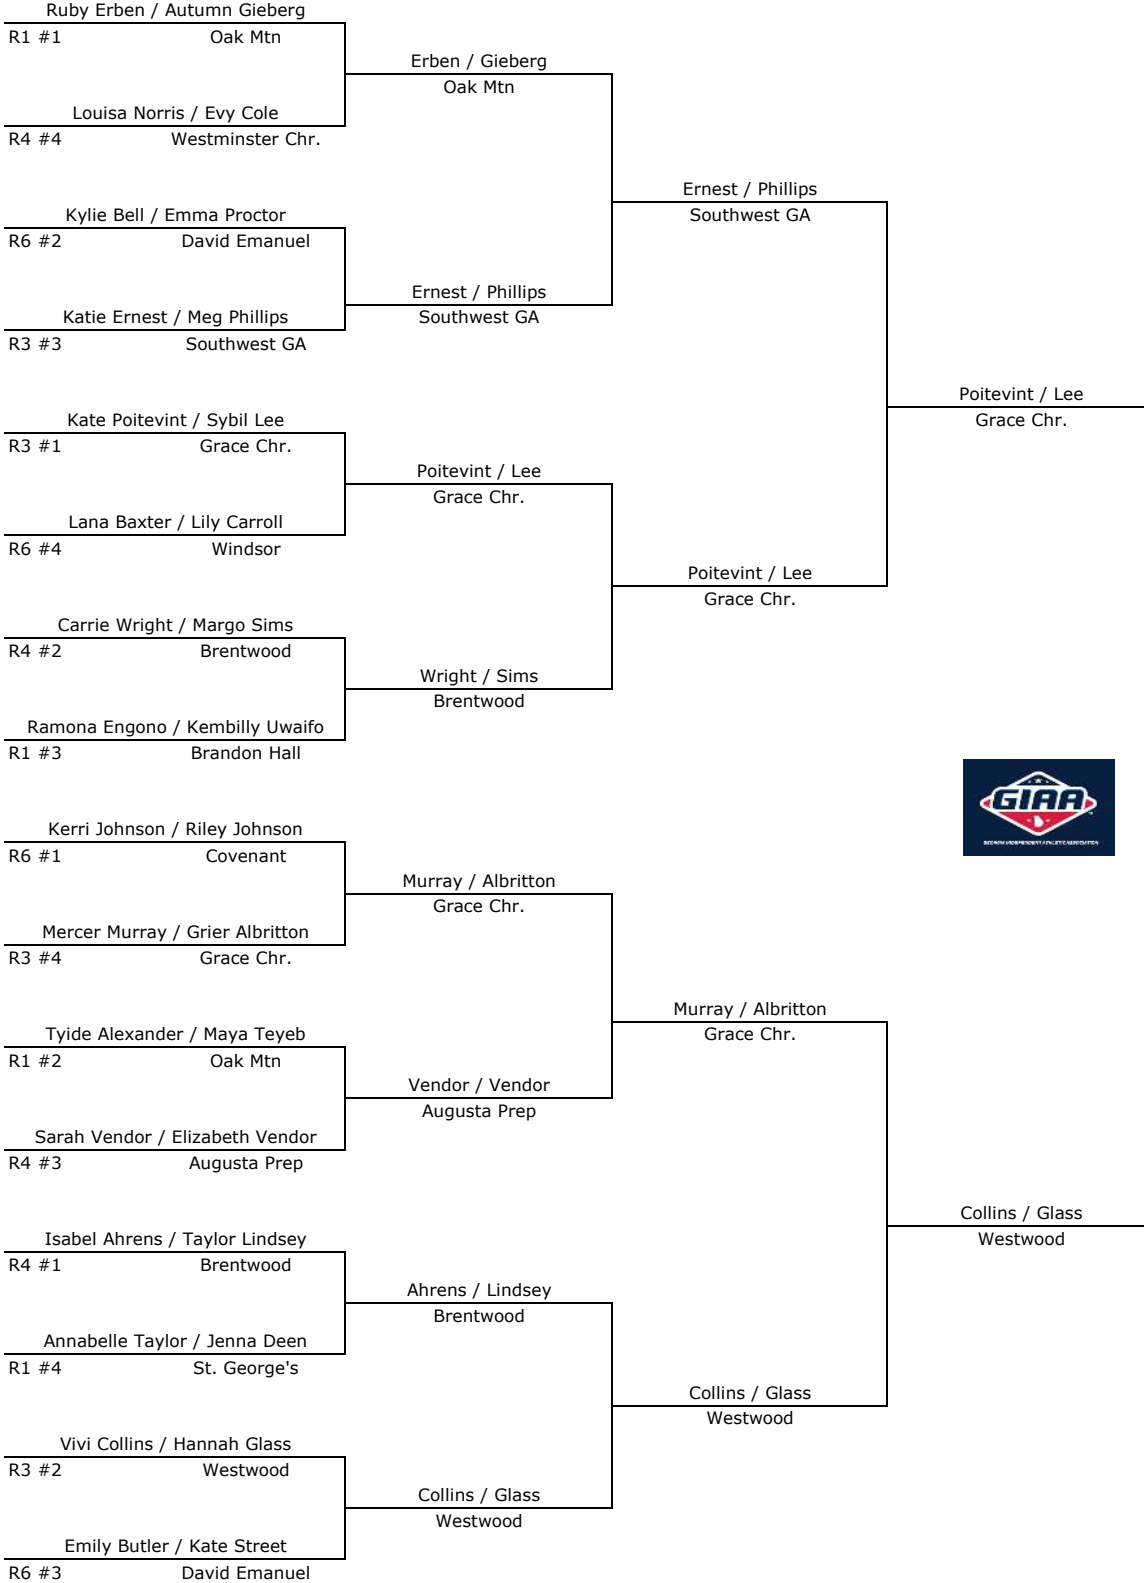 Ruby Erben / Autumn Gieberg
R1 #1 Oak Mtn
Erben / Gieberg
Oak Mtn
Louisa Norris / Evy Cole
R4 #4 Westminster Chr.
Ernest / Phillips
Southwest GA
Kylie Bell / Emma Proctor
R6 #2 David Emanuel
Ernest / Phillips
Southwest GA
Katie Ernest / Meg Phillips
R3 #3 Southwest GA
Poitevint / Lee
Grace Chr.
Kate Poitevint / Sybil Lee
R3 #1 Grace Chr.
Poitevint / Lee
Grace Chr.
Lana Baxter / Lily Carroll
R6 #4 Windsor
Poitevint / Lee
Grace Chr.
Carrie Wright / Margo Sims
R4 #2 Brentwood
Wright / Sims
Brentwood
Ramona Engono / Kembilly Uwaifo
R1 #3 Brandon Hall
GIAA
GEORGIA INDEPENDENT ATHLETIC ASSOCIATION
Kerri Johnson / Riley Johnson
R6 #1 Covenant
Murray / Albritton
Grace Chr.
Mercer Murray / Grier Albritton
R3 #4 Grace Chr.
Murray / Albritton
Grace Chr.
Tyide Alexander / Maya Teyeb
R1 #2 Oak Mtn
Vendor / Vendor
Augusta Prep
Sarah Vendor / Elizabeth Vendor
R4 #3 Augusta Prep
Collins / Glass
Westwood
Isabel Ahrens / Taylor Lindsey
R4 #1 Brentwood
Ahrens / Lindsey
Brentwood
Annabelle Taylor / Jenna Deen
R1 #4 St. George's
Collins / Glass
Westwood
Vivi Collins / Hannah Glass
R3 #2 Westwood
Collins / Glass
Westwood
Emily Butler / Kate Street
R6 #3 David Emanuel